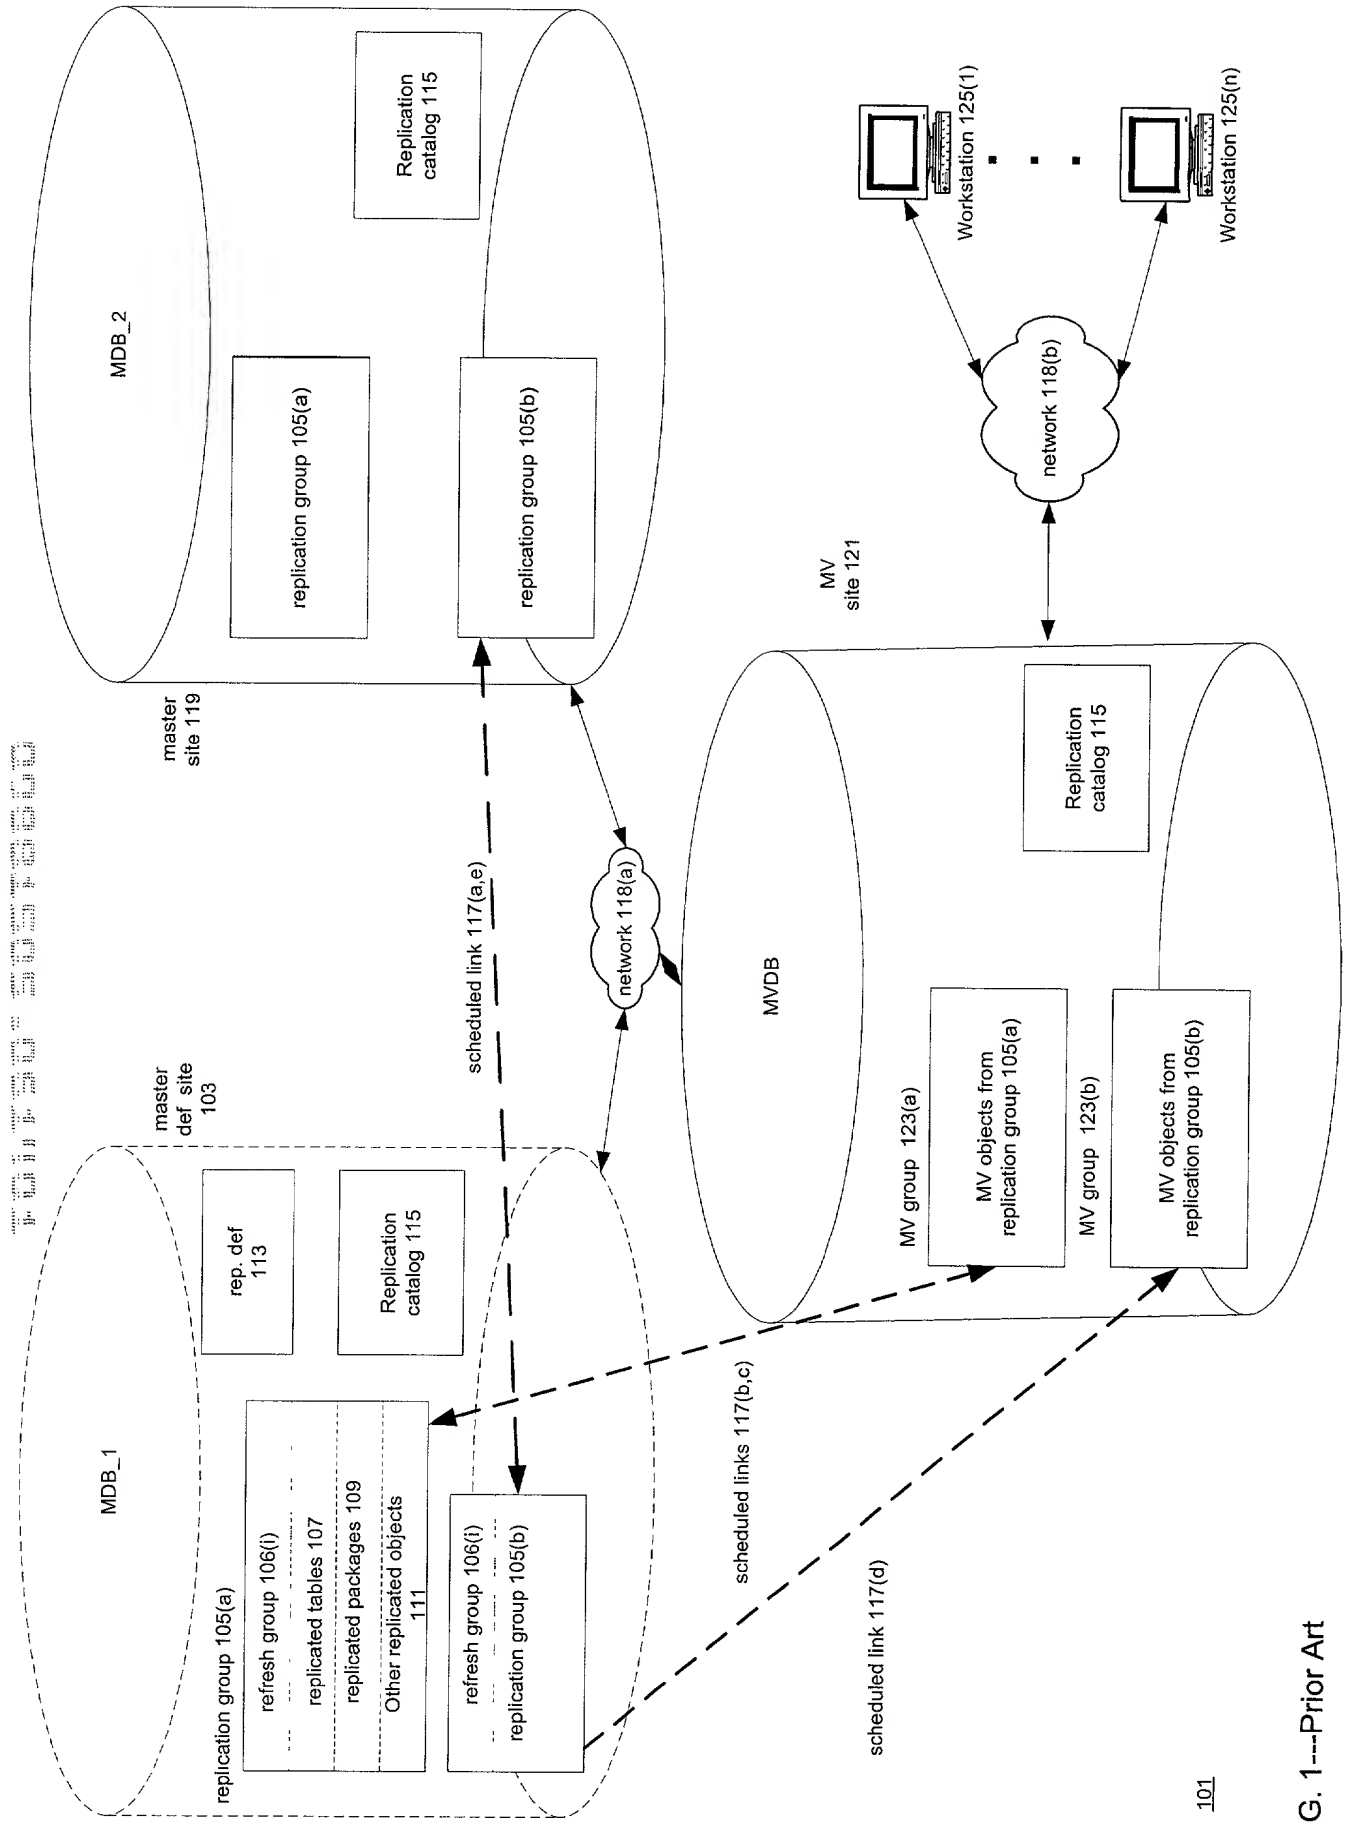 MDB_1
master
def site
103
replication group 105(a)
refresh group 106(i)
replicated tables 107
replicated packages 109
Other replicated objects
111
rep. def
113
Replication
catalog 115
refresh group 106(i)
replication group 105(b)
scheduled link 117(a,e)
master
site 119
MDB_2
replication group 105(a)
replication group 105(b)
Replication
catalog 115
network 118(a)
scheduled links 117(b,c)
scheduled link 117(d)
MVDB
MV group 123(a)
MV objects from
replication group 105(a)
MV group 123(b)
MV objects from
replication group 105(b)
Replication
catalog 115
MV
site 121
network 118(b)
Workstation 125(1)
Workstation 125(n)
101
G. 1---Prior Art